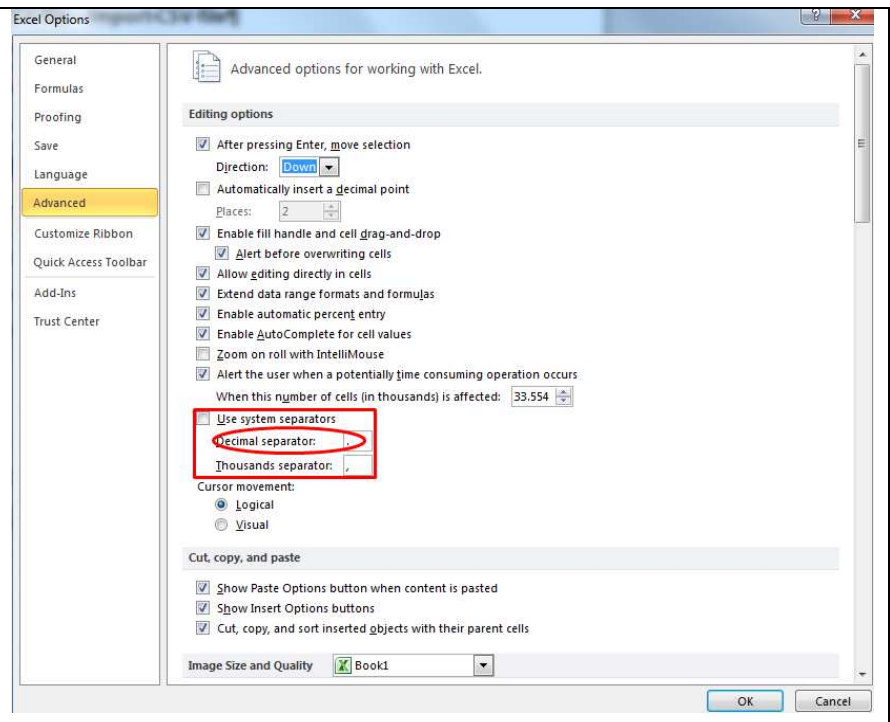 Excel Options
General
Formulas
Proofing
Save
Language
Advanced
Customize Ribbon
Quick Access Toolbar
Add-Ins
Trust Center
Advanced options for working with Excel.
Editing options
After pressing Enter, move selection
Direction: Down
Automatically insert a decimal point
Places: 2
Enable fill handle and cell drag-and-drop
Alert before overwriting cells
Allow editing directly in cells
Extend data range formats and formulas
Enable automatic percent entry
Enable AutoComplete for cell values
Zoom on roll with IntelliMouse
Alert the user when a potentially time consuming operation occurs
When this number of cells (in thousands) is affected: 33.554
Use system separators
Decimal separator: .
Thousands separator: ,
Cursor movement:
Logical
Visual
Cut, copy, and paste
Show Paste Options button when content is pasted
Show Insert Options buttons
Cut, copy, and sort inserted objects with their parent cells
Image Size and Quality Book1
OK Cancel